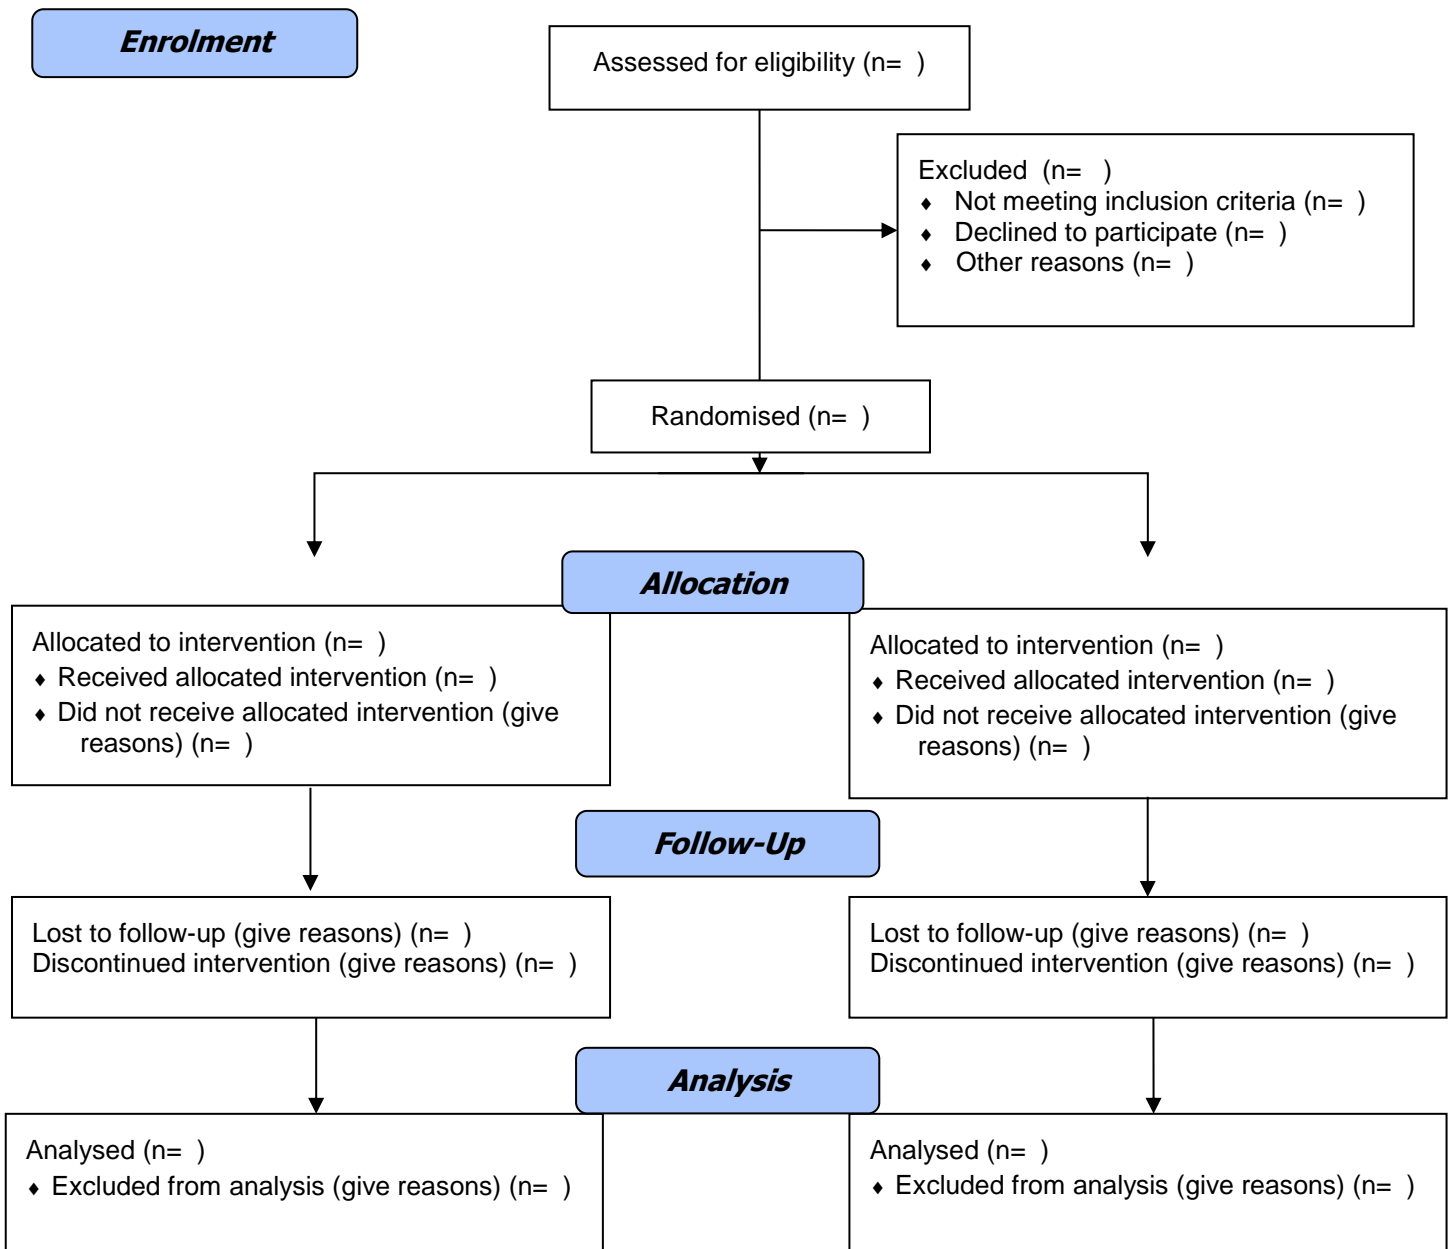 Enrolment
Assessed for eligibility (n=  )
Excluded  (n=   )
♦ Not meeting inclusion criteria (n=  )
♦ Declined to participate (n=  )
♦ Other reasons (n=  )
Randomised (n=  )
Allocation
Allocated to intervention (n=  )
♦ Received allocated intervention (n=  )
♦ Did not receive allocated intervention (give
reasons) (n=  )
Allocated to intervention (n=  )
♦ Received allocated intervention (n=  )
♦ Did not receive allocated intervention (give
reasons) (n=  )
Follow-Up
Lost to follow-up (give reasons) (n=  )
Discontinued intervention (give reasons) (n=  )
Lost to follow-up (give reasons) (n=  )
Discontinued intervention (give reasons) (n=  )
Analysis
Analysed (n=  )
♦ Excluded from analysis (give reasons) (n=  )
Analysed (n=  )
♦ Excluded from analysis (give reasons) (n=  )